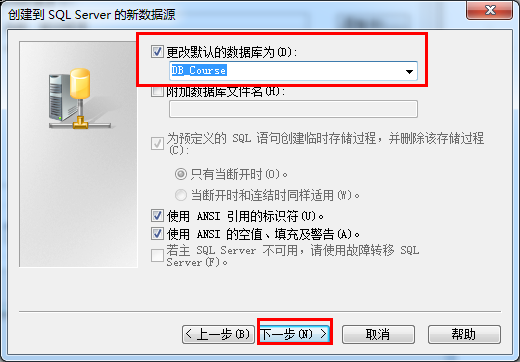 创建到 SQL Server 的新数据源
更改默认的数据库为(D):
DB_Course
附加数据库文件名(H):
为预定义的 SQL 语句创建临时存储过程，并删除该存储过程
(C):
只有当断开时(O)。
当断开时和连结时同样适用(W)。
使用 ANSI 引用的标识符(U)。
使用 ANSI 的空值、填充及警告(A)。
若主 SQL Server 不可用，请使用故障转移 SQL
Server(F)。
< 上一步(B)
下一步(N) >
取消
帮助